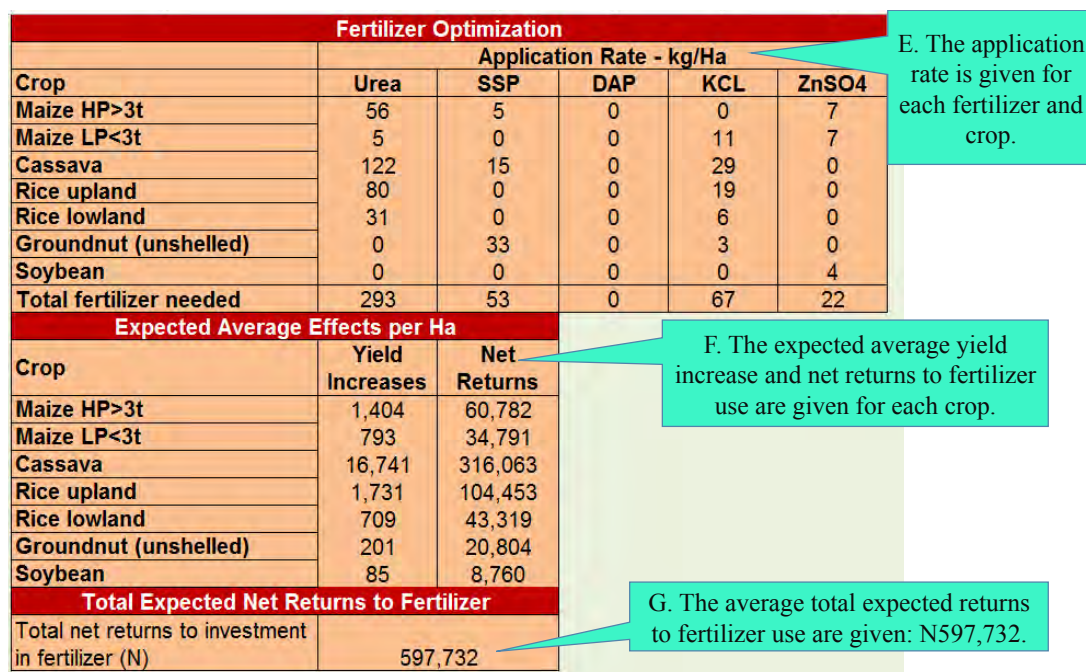 Fertilizer Optimization
Application Rate - kg/Ha
Crop Urea SSP DAP KCL ZnSO4
Maize HP>3t 56 5 0 0 7
Maize LP<3t 5 0 0 11 7
Cassava 122 15 0 29 0
Rice upland 80 0 0 19 0
Rice lowland 31 0 0 6 0
Groundnut (unshelled) 0 33 0 3 0
Soybean 0 0 0 0 4
Total fertilizer needed 293 53 0 67 22
E. The application
rate is given for
each fertilizer and
crop.
Expected Average Effects per Ha
Crop Yield Increases Net Returns
Maize HP>3t 1,404 60,782
Maize LP<3t 793 34,791
Cassava 16,741 316,063
Rice upland 1,731 104,453
Rice lowland 709 43,319
Groundnut (unshelled) 201 20,804
Soybean 85 8,760
F. The expected average yield
increase and net returns to fertilizer
use are given for each crop.
Total Expected Net Returns to Fertilizer
Total net returns to investment
in fertilizer (N) 597,732
G. The average total expected returns
to fertilizer use are given: N597,732.